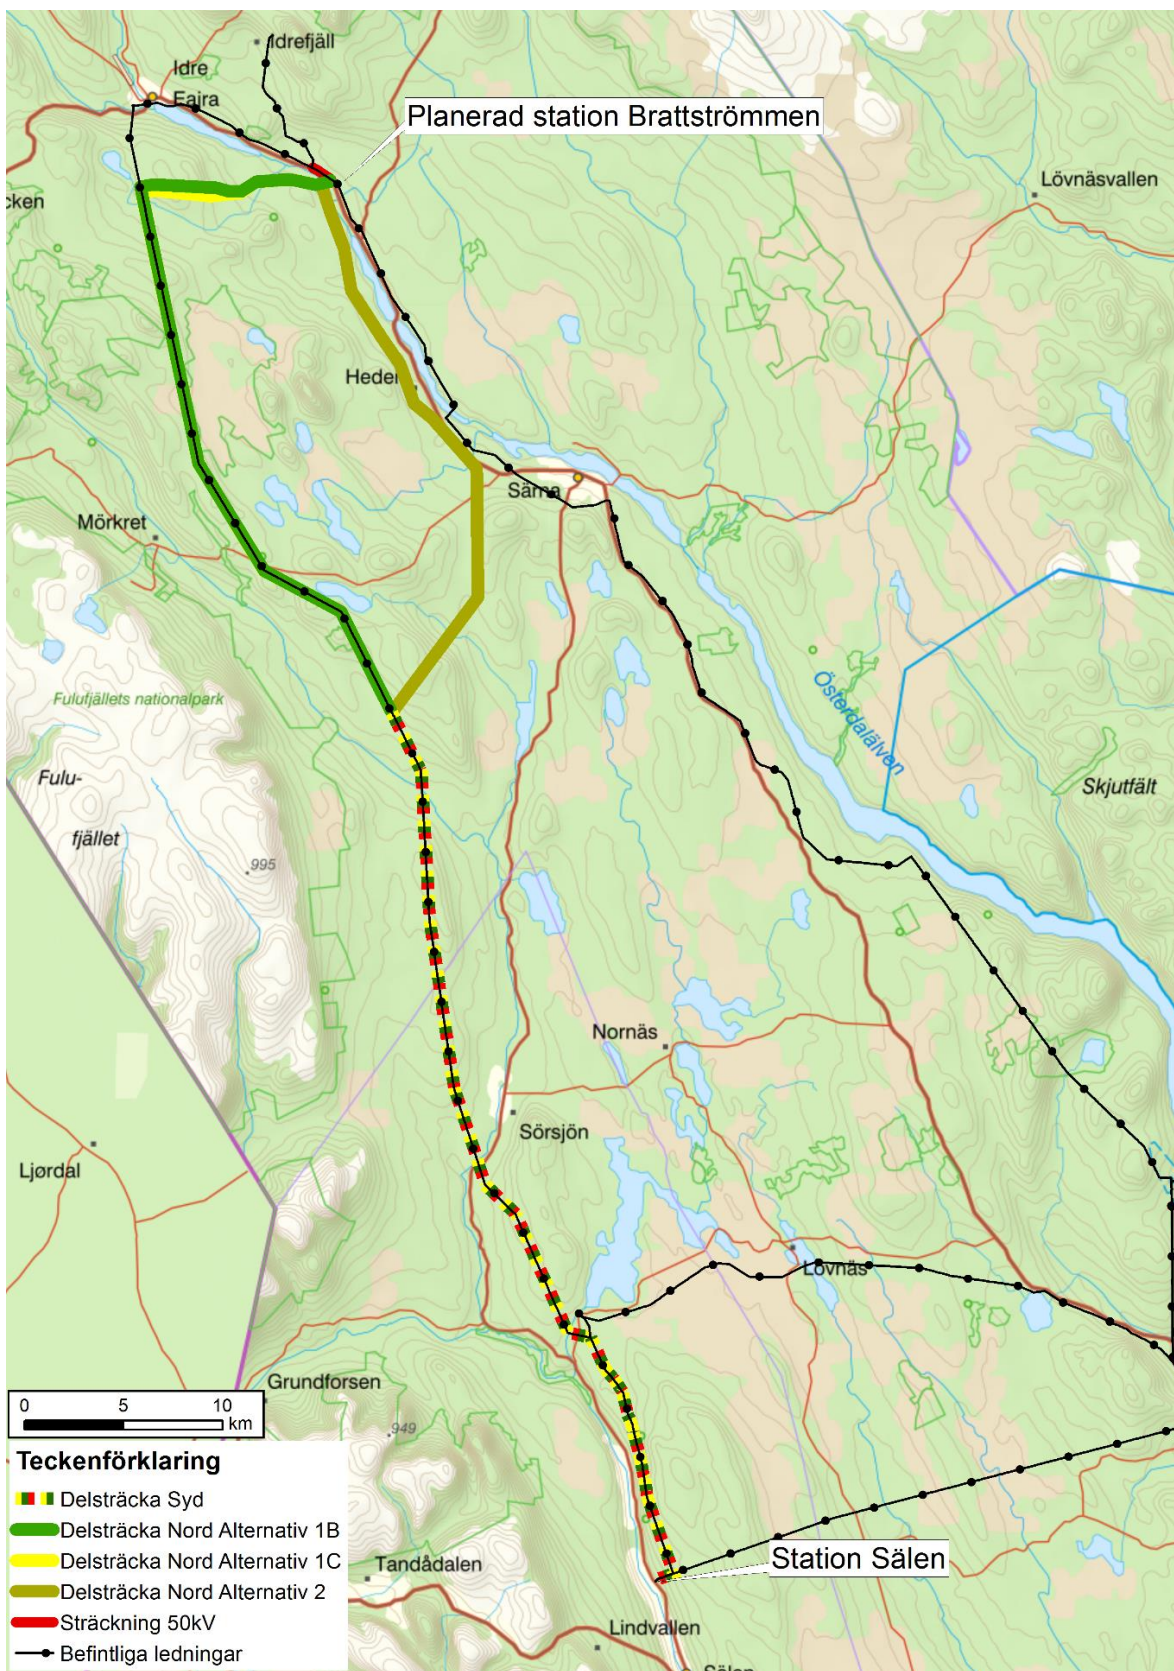 Idrefjäll
Idre
Fajra
Planerad station Brattströmmen
Lövnäsvallen
cken
Heden
Särna
Mörkret
Fulufjällets nationalpark
Fulu-
fjället
995
Österdalälven
Skjutfält
Nornäs
Sörsjön
Ljørdal
Lövnäs
Grundforsen
949
0 5 10
km
Teckenförklaring
Delsträcka Syd
Delsträcka Nord Alternativ 1B
Delsträcka Nord Alternativ 1C
Delsträcka Nord Alternativ 2
Sträckning 50kV
Befintliga ledningar
Tandådalen
Station Sälen
Lindvallen
Sälen